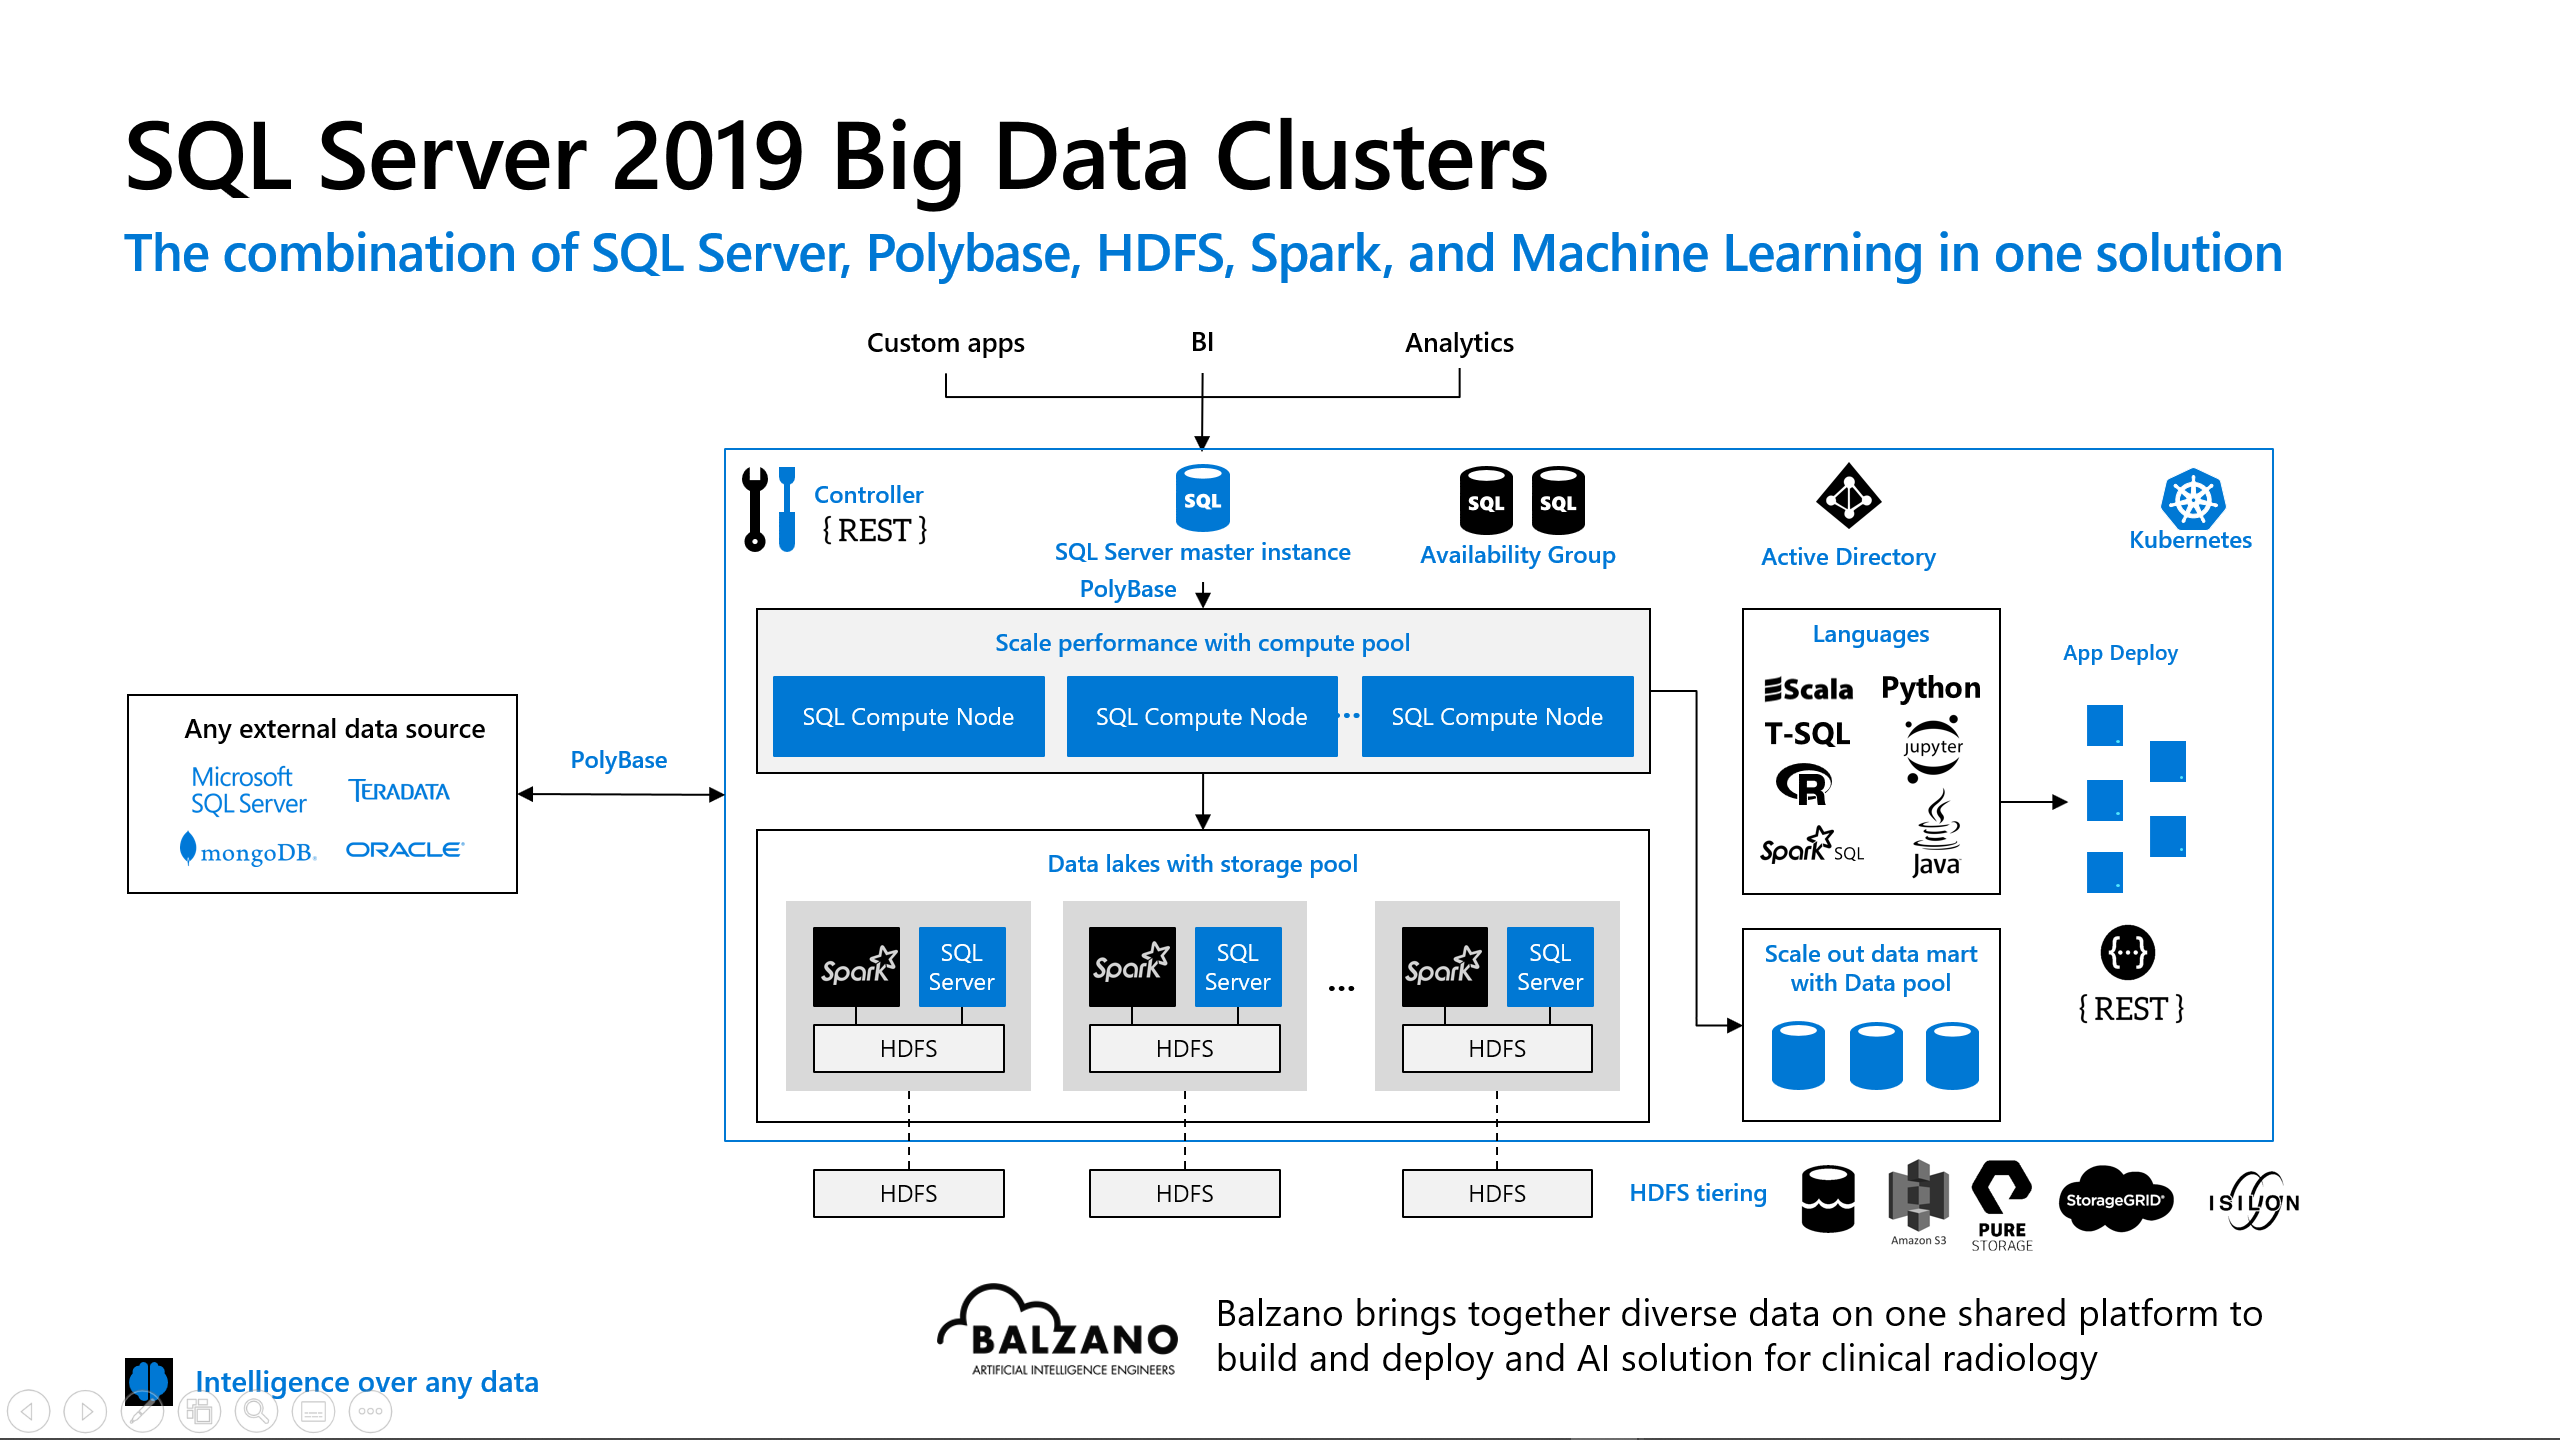 SQL Server 2019 Big Data Clusters
The combination of SQL Server, Polybase, HDFS, Spark, and Machine Learning in one solution
Custom apps
BI
Analytics
Controller
{ REST }
SQL
SQL Server master instance
SQL
SQL
Availability Group
Active Directory
Kubernetes
PolyBase
Scale performance with compute pool
SQL Compute Node
SQL Compute Node
...
SQL Compute Node
Any external data source
Microsoft
SQL Server
TERADATA
mongoDB.
ORACLE
PolyBase
Data lakes with storage pool
Spark
SQL
Server
HDFS
Spark
SQL
Server
HDFS
...
Spark
SQL
Server
HDFS
Languages
Scala
Python
T-SQL
jupyter
R
Spark SQL
Java
App Deploy
Scale out data mart
with Data pool
{...}
{ REST }
HDFS
HDFS
HDFS
HDFS tiering
Amazon S3
PURE
STORAGE
StorageGRID
ISILON
BALZANO
ARTIFICIAL INTELLIGENCE ENGINEERS
Balzano brings together diverse data on one shared platform to
build and deploy and AI solution for clinical radiology
Intelligence over any data